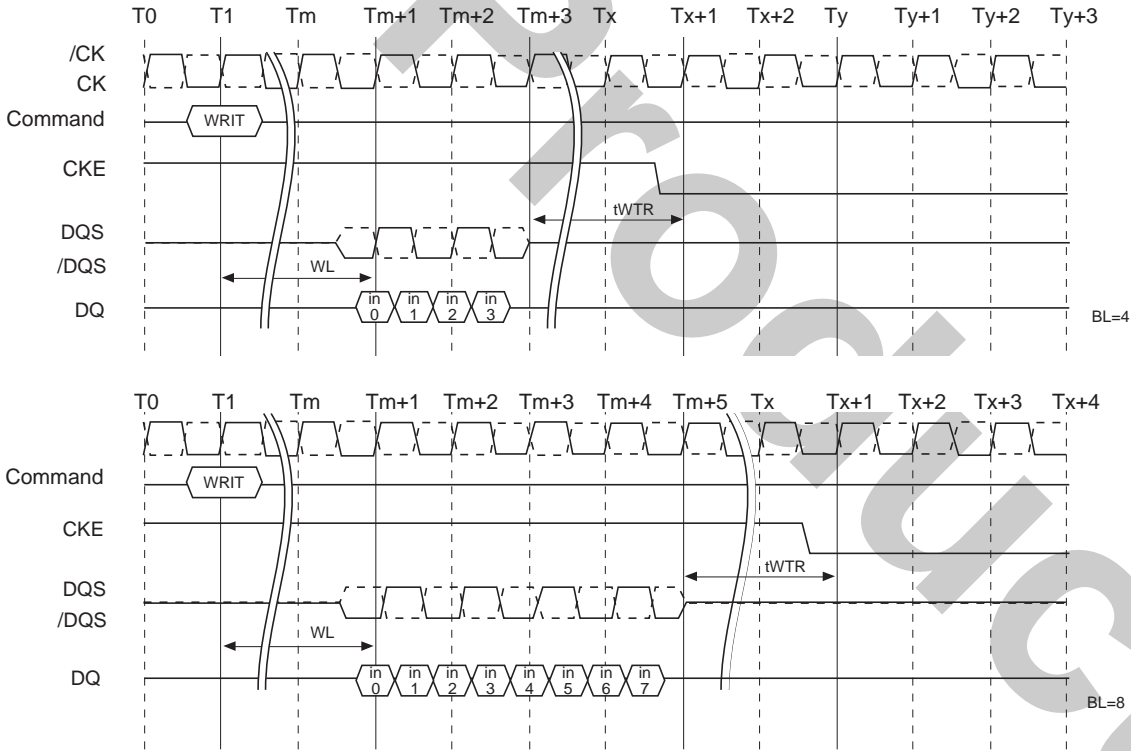 T0 T1 Tm Tm+1 Tm+2 Tm+3 Tx Tx+1 Tx+2 Ty Ty+1 Ty+2 Ty+3
/CK
CK
Command WRIT
CKE
tWTR
DQS
/DQS
WL
DQ in 0 in 1 in 2 in 3
BL=4
T0 T1 Tm Tm+1 Tm+2 Tm+3 Tm+4 Tm+5 Tx Tx+1 Tx+2 Tx+3 Tx+4
Command WRIT
CKE
tWTR
DQS
/DQS
WL
DQ in 0 in 1 in 2 in 3 in 4 in 5 in 6 in 7
BL=8
Produc